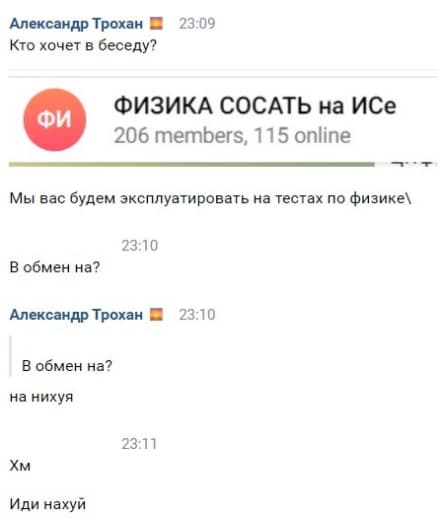 Александр Трохан 23:09
Кто хочет в беседу?
ФИ
ФИЗИКА СОСАТЬ на ИСе
206 members, 115 online
Мы вас будем эксплуатировать на тестах по физике\
23:10
В обмен на?
Александр Трохан 23:10
В обмен на?
на нихуя
23:11
Хм
Иди нахуй